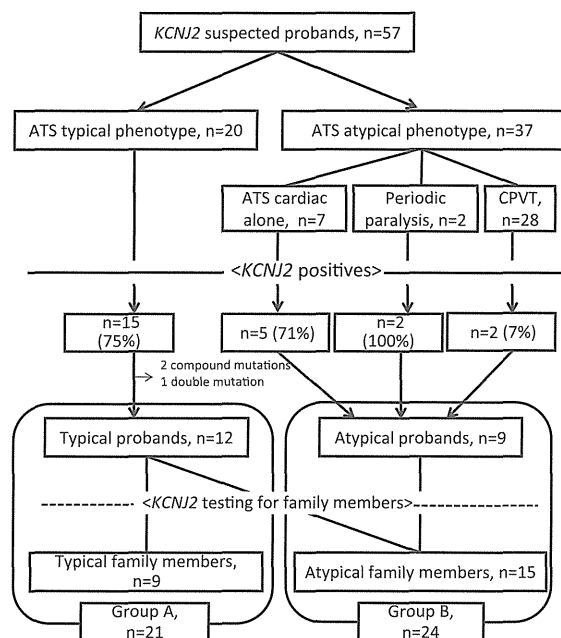 KCNJ2 suspected probands, n=57
ATS typical phenotype, n=20
ATS atypical phenotype, n=37
ATS cardiac
alone, n=7
Periodic
paralysis, n=2
CPVT,
n=28
<KCNJ2 positives>
n=15
(75%)
n=5 (71%)
n=2
(100%)
n=2 (7%)
2 compound mutations
1 double mutation
Typical probands, n=12
Atypical probands, n=9
<KCNJ2 testing for family members>
Typical family members,
n=9
Atypical family members, n=15
Group A,
n=21
Group B,
n=24